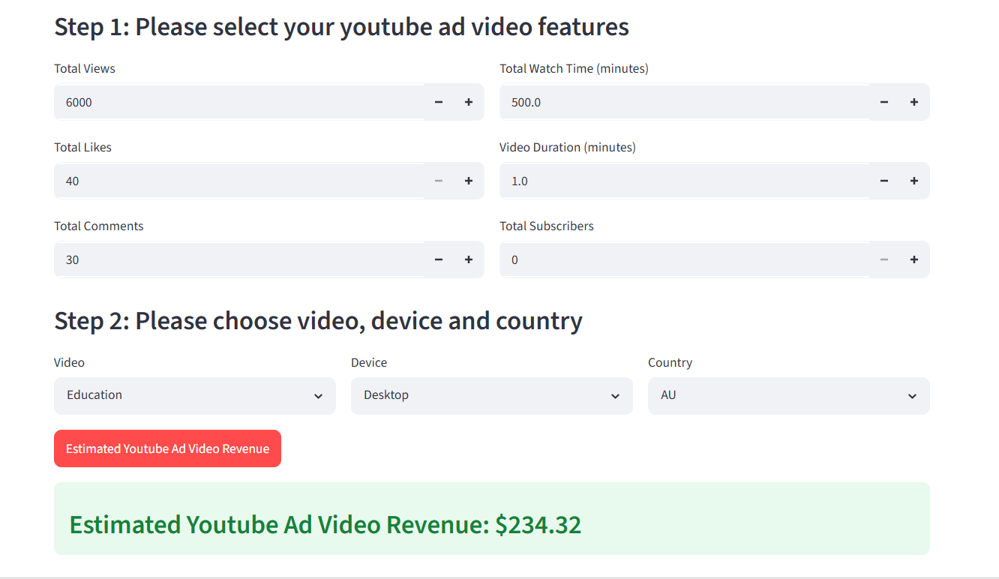 Step 1: Please select your youtube ad video features
Total Views
Total Watch Time (minutes)
6000
500.0
Total Likes
Video Duration (minutes)
40
1.0
Total Comments
Total Subscribers
30
0
Step 2: Please choose video, device and country
Video
Device
Country
Education
Desktop
AU
Estimated Youtube Ad Video Revenue
Estimated Youtube Ad Video Revenue: $234.32